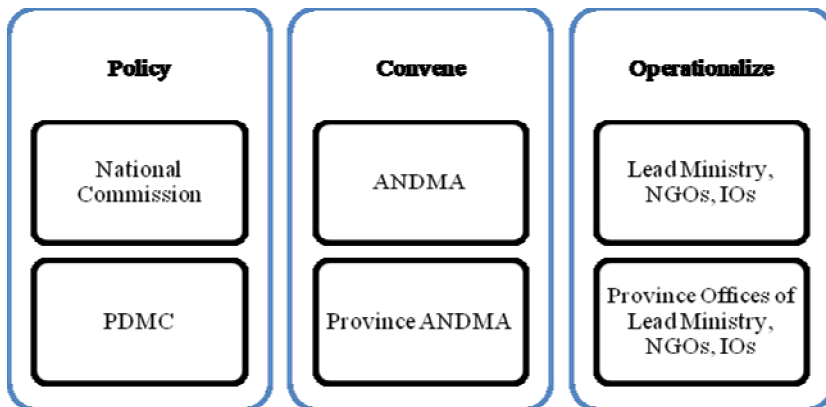 Policy
National
Commission
PDMC
Convene
ANDMA
Province ANDMA
Operationalize
Lead Ministry,
NGOs, IOs
Province Offices of
Lead Ministry,
NGOs, IOs